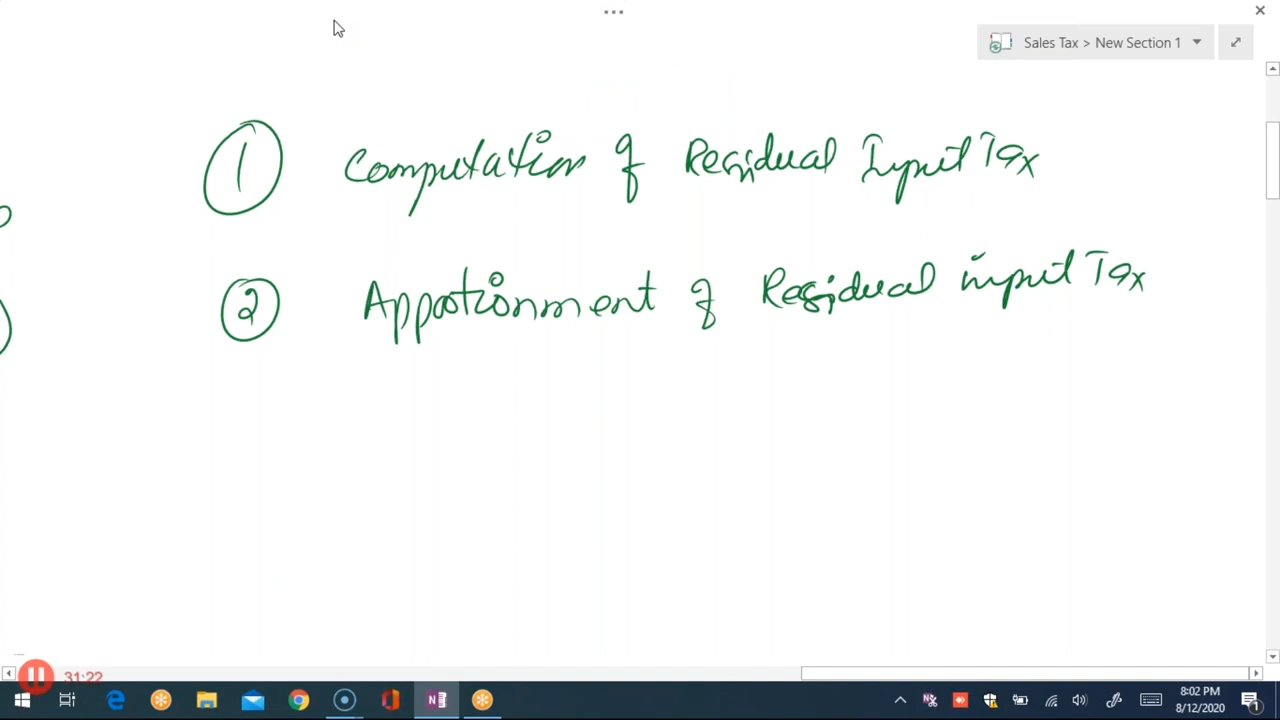 Sales Tax > New Section 1
1 Computation of Residual Input Tax
2 Apportionment of Residual input Tax
31:22
8:02 PM
8/12/2020